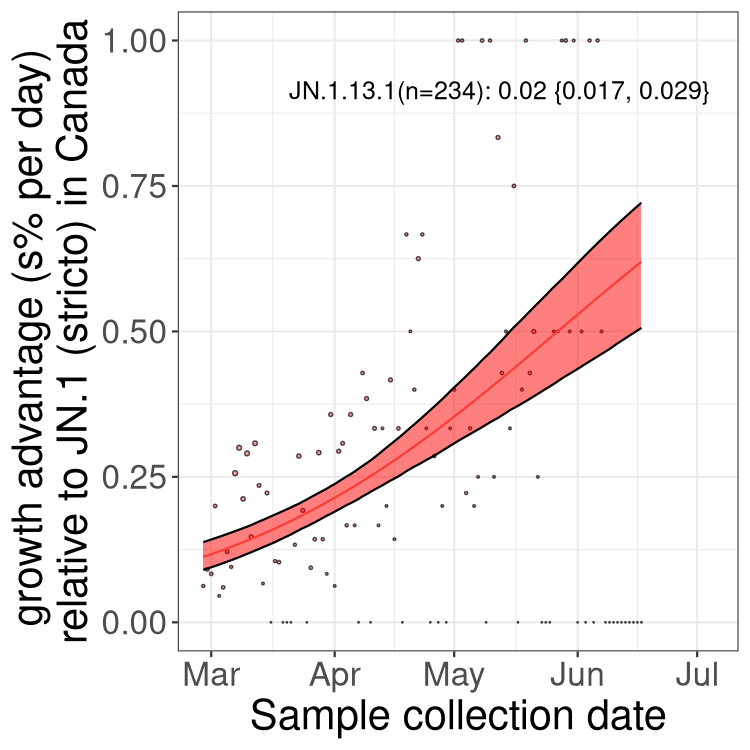 growth advantage (s% per day)
relative to JN.1 (stricto) in Canada
1.00
0.75
0.50
0.25
0.00
JN.1.13.1(n=234): 0.02 {0.017, 0.029}
Mar Apr May Jun Jul
Sample collection date